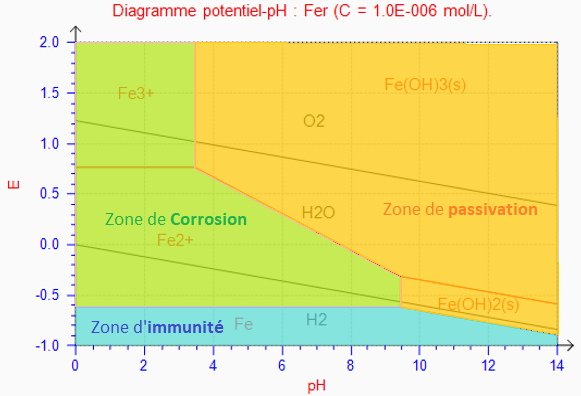 Diagramme potentiel-pH : Fer (C = 1.0E-006 mol/L).
2.0
1.5
1.0
0.5
0.0
-0.5
-1.0
E
Fe3+
Fe(OH)3(s)
O2
H2O
Zone de Corrosion
Zone de passivation
Fe2+
Fe(OH)2(s)
Zone d'immunité
Fe
H2
0 2 4 6 8 10 12 14
pH